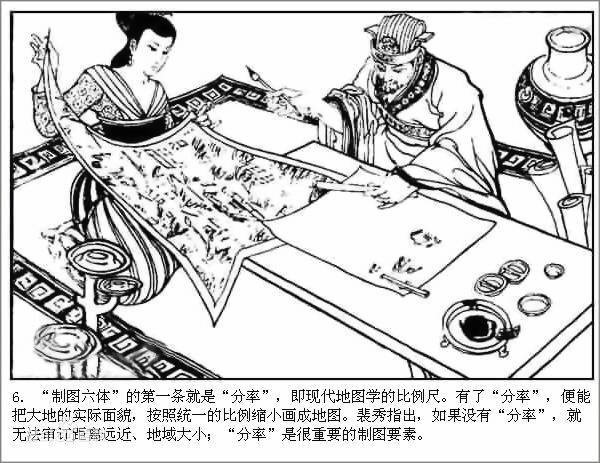 6. “制图六体”的第一条就是“分率”，即现代地图学的比例尺。有了“分率”，便能
把大地的实际面貌，按照统一的比例缩小画成地图。裴秀指出，如果没有“分率”，就
无法审订距离远近、地域大小；“分率”是很重要的制图要素。